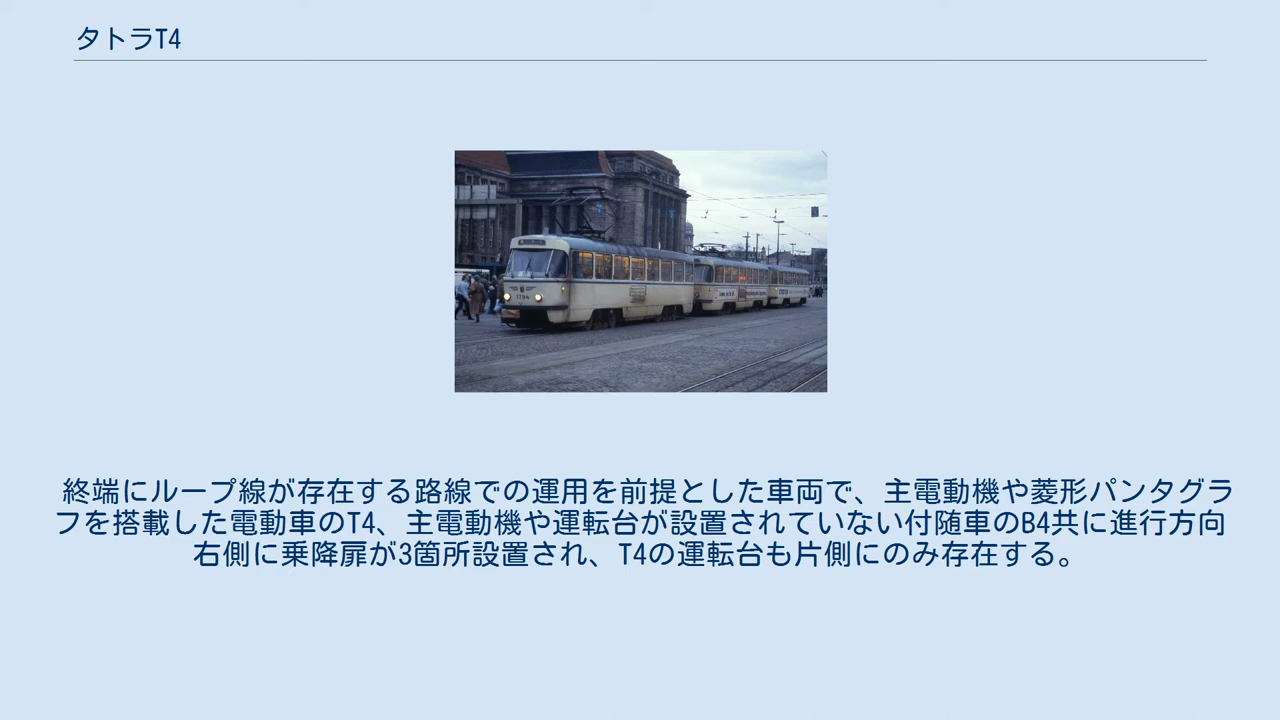 タトラT4
1794
終端にループ線が存在する路線での運用を前提とした車両で、主電動機や菱形パンタグラ
フを搭載した電動車のT4、主電動機や運転台が設置されていない付随車のB4共に進行方向
右側に乗降扉が3箇所設置され、T4の運転台も片側にのみ存在する。